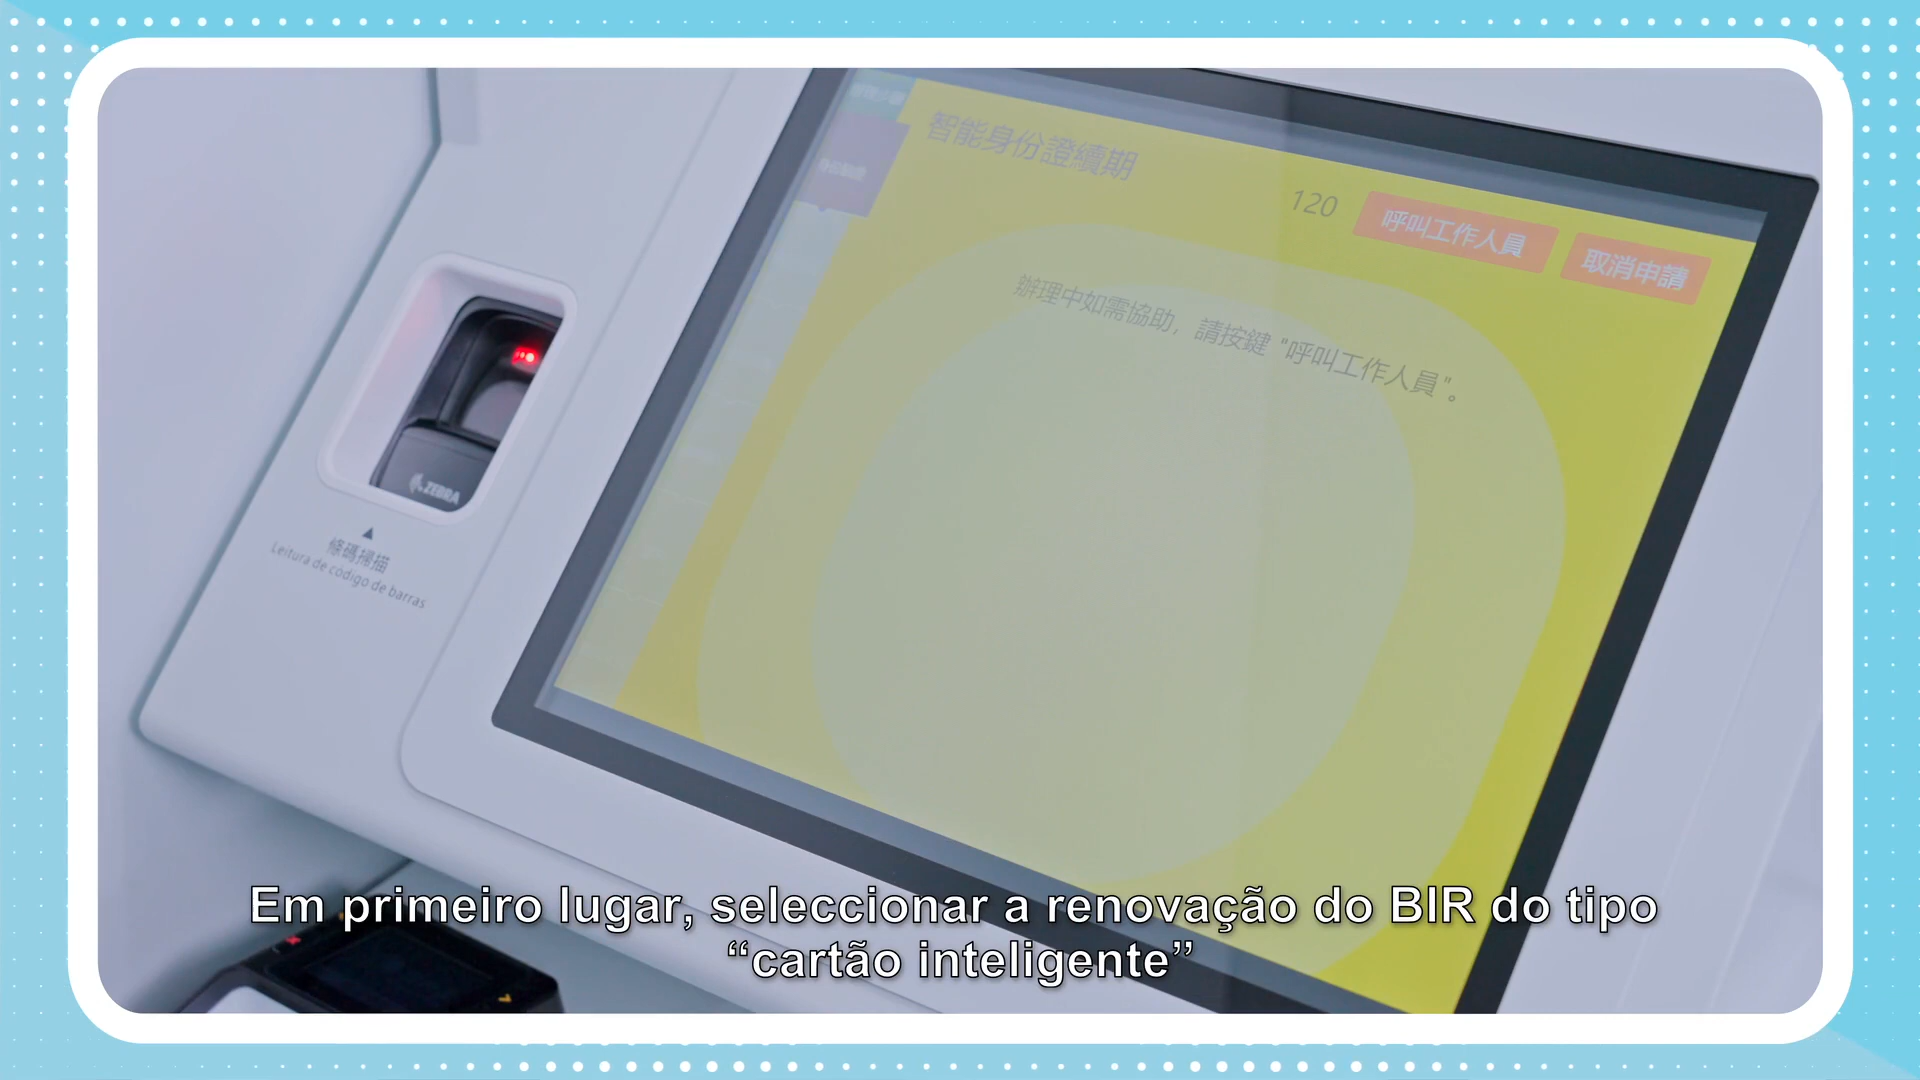 智能身份證續期
120
呼叫工作人員
取消申請
辦理中如需協助，請按鍵 "呼叫工作人員"。
ZEBRA
條碼掃描
Leitura de código de barras
Em primeiro lugar, seleccionar a renovação do BIR do tipo
“cartão inteligente”